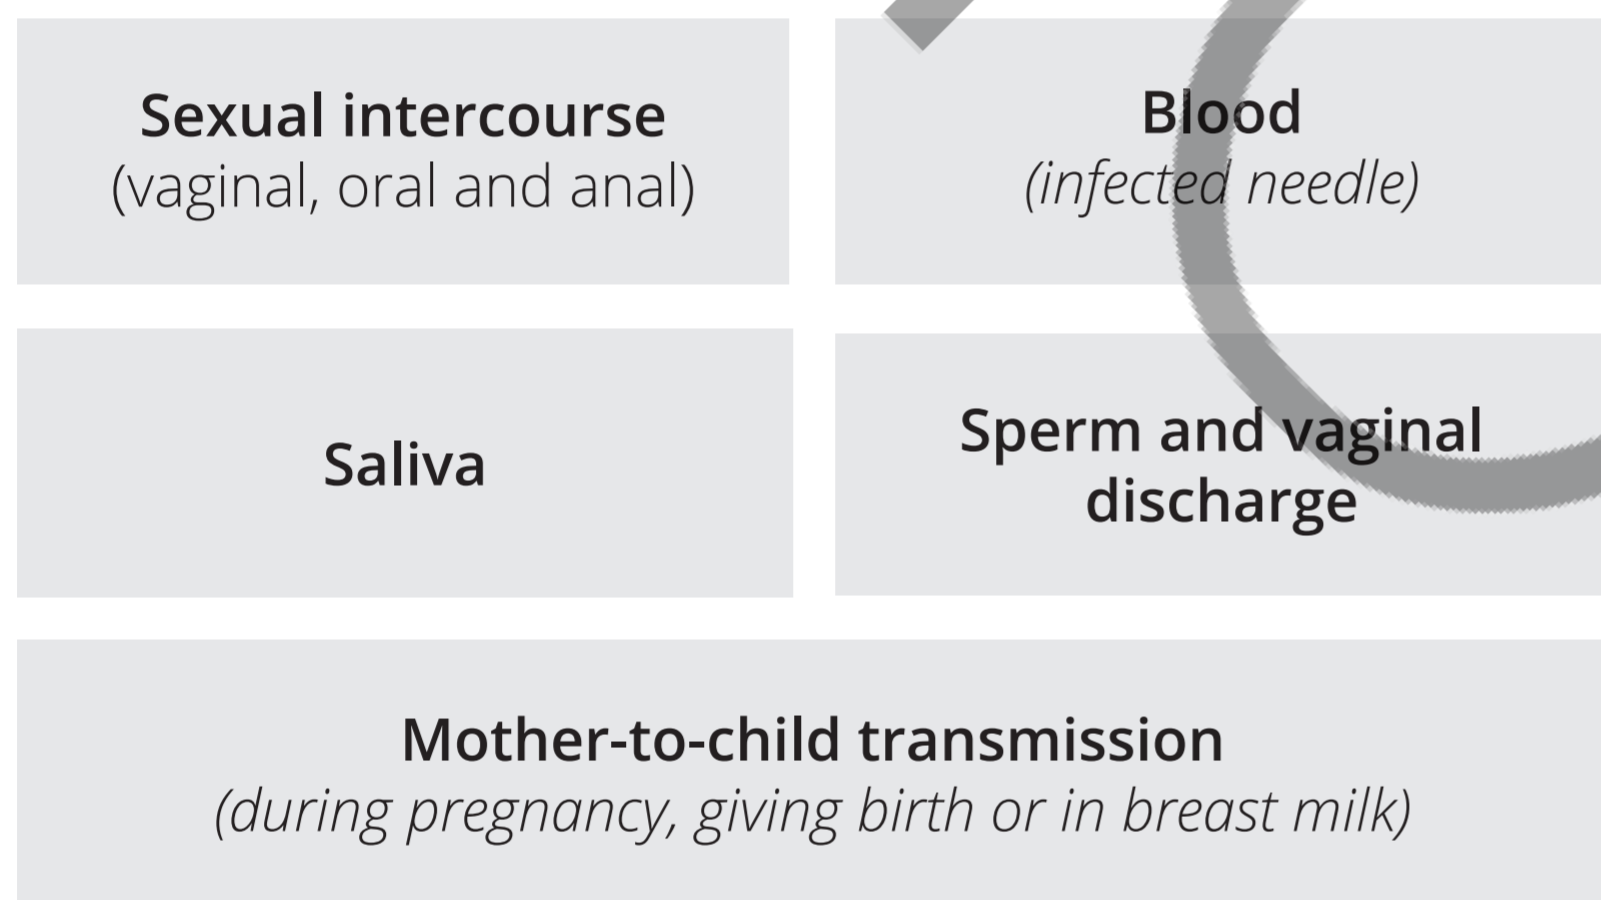 Sexual intercourse
(vaginal, oral and anal)
Blood
(infected needle)
Saliva
Sperm and vaginal
discharge
Mother-to-child transmission
(during pregnancy, giving birth or in breast milk)